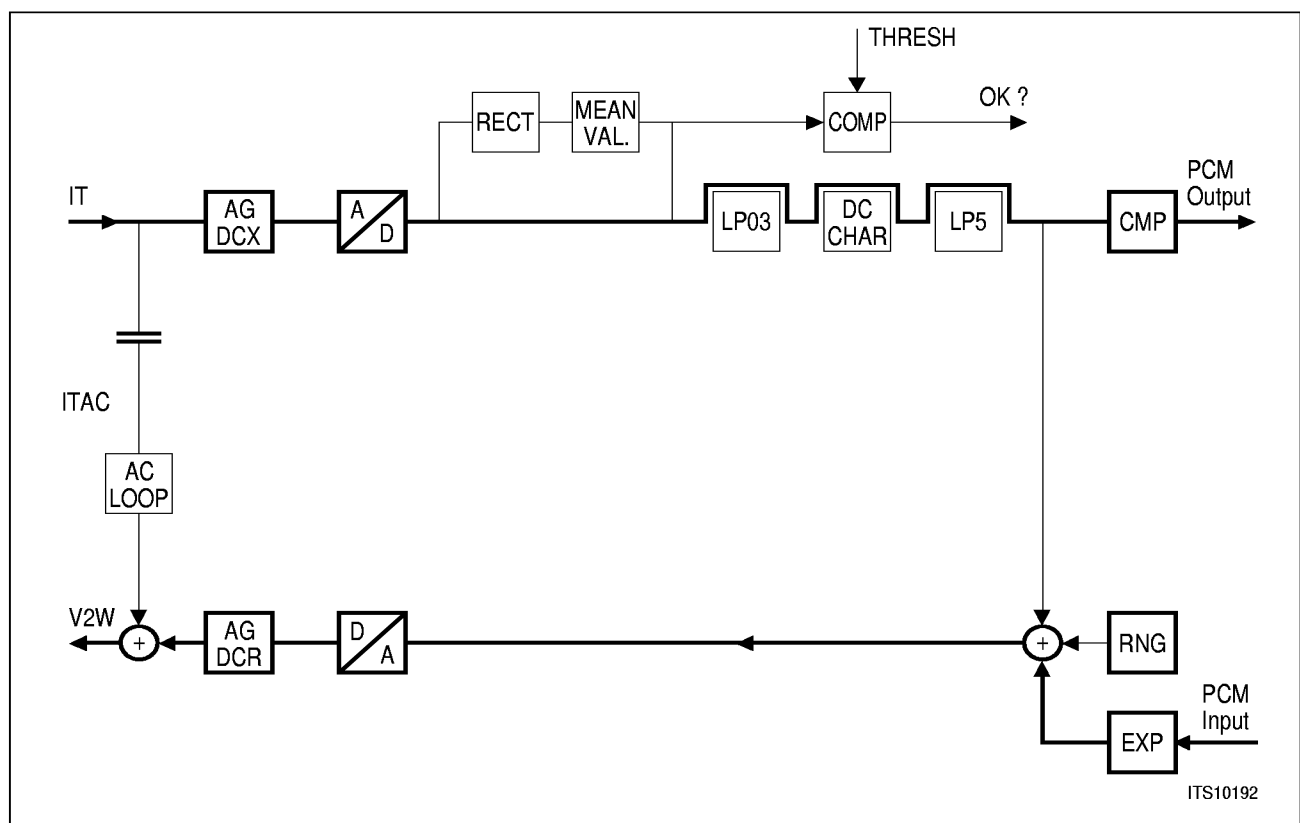 THRESH
RECT
MEAN
VAL.
COMP
OK ?
IT
AG
DCX
A
D
LP03
DC
CHAR
LP5
CMP
PCM
Output
ITAC
AC
LOOP
V2W
+
AG
DCR
D
A
+
RNG
EXP
PCM
Input
ITS10192